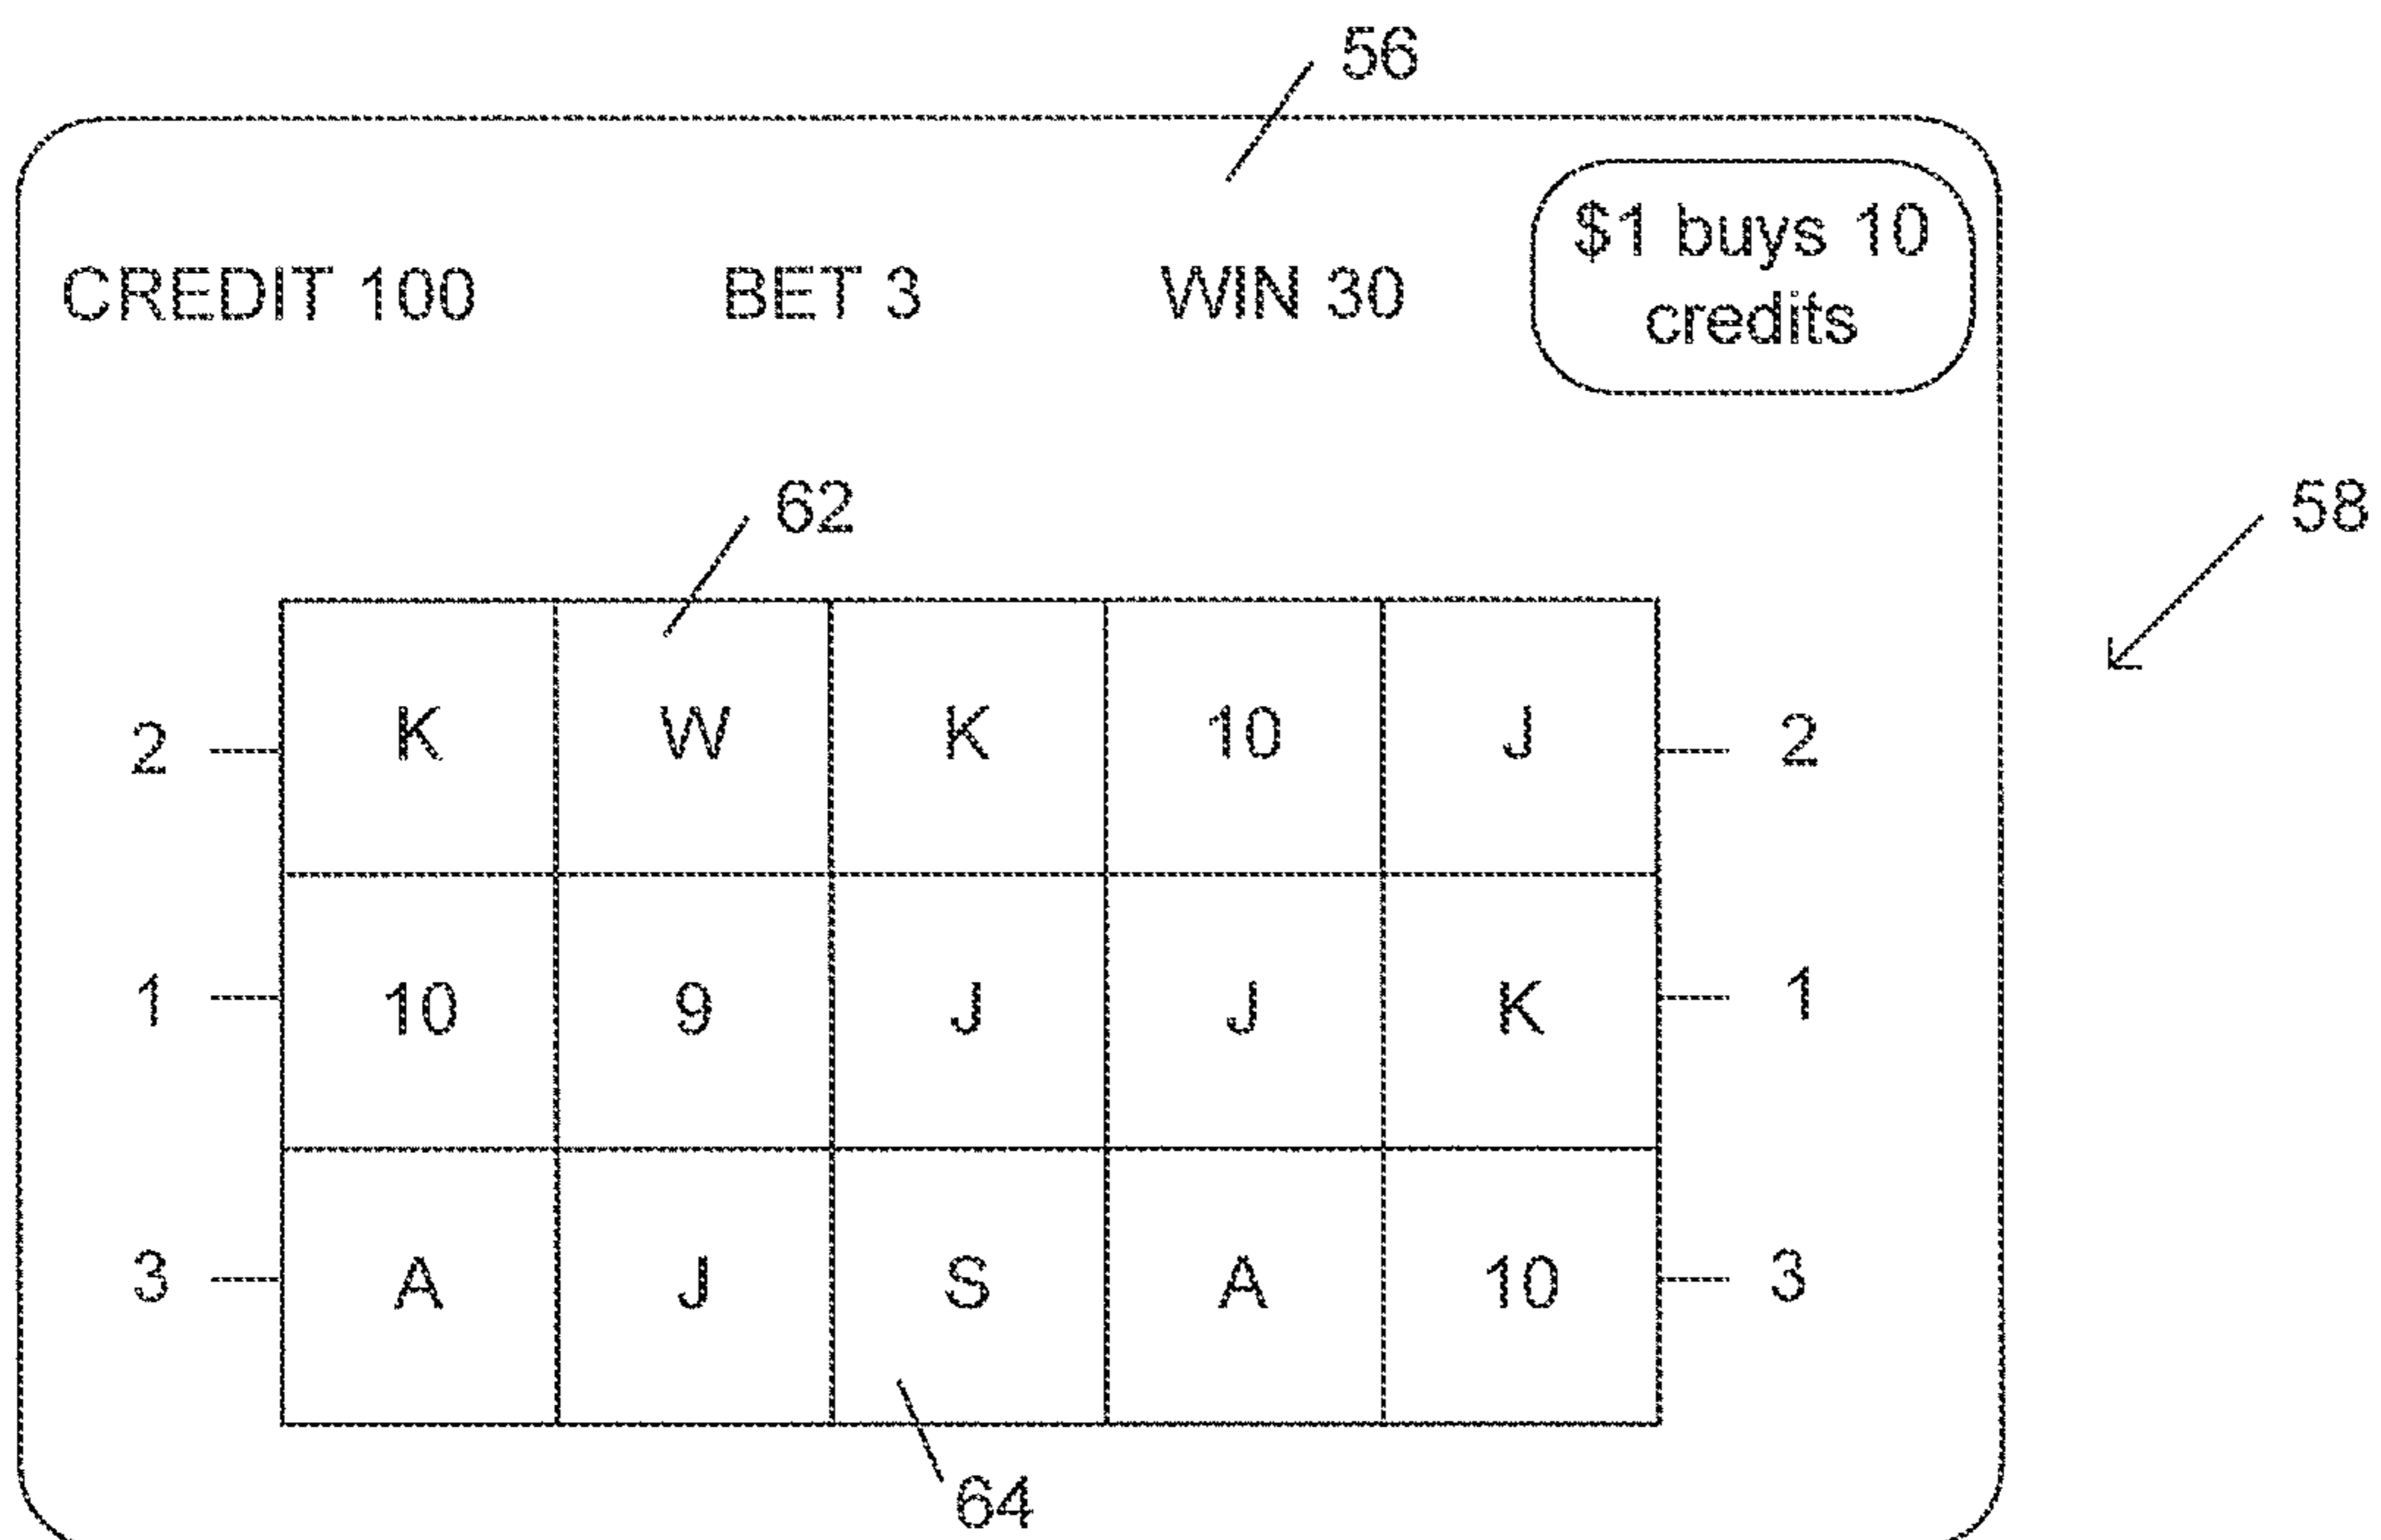 56
$1 buys 10
CREDIT 100 BET 3 WIN 30
credits
62
58
2 K W K 10 J 2
1 10 9 J J K 1
3 A J S A 10 3
64